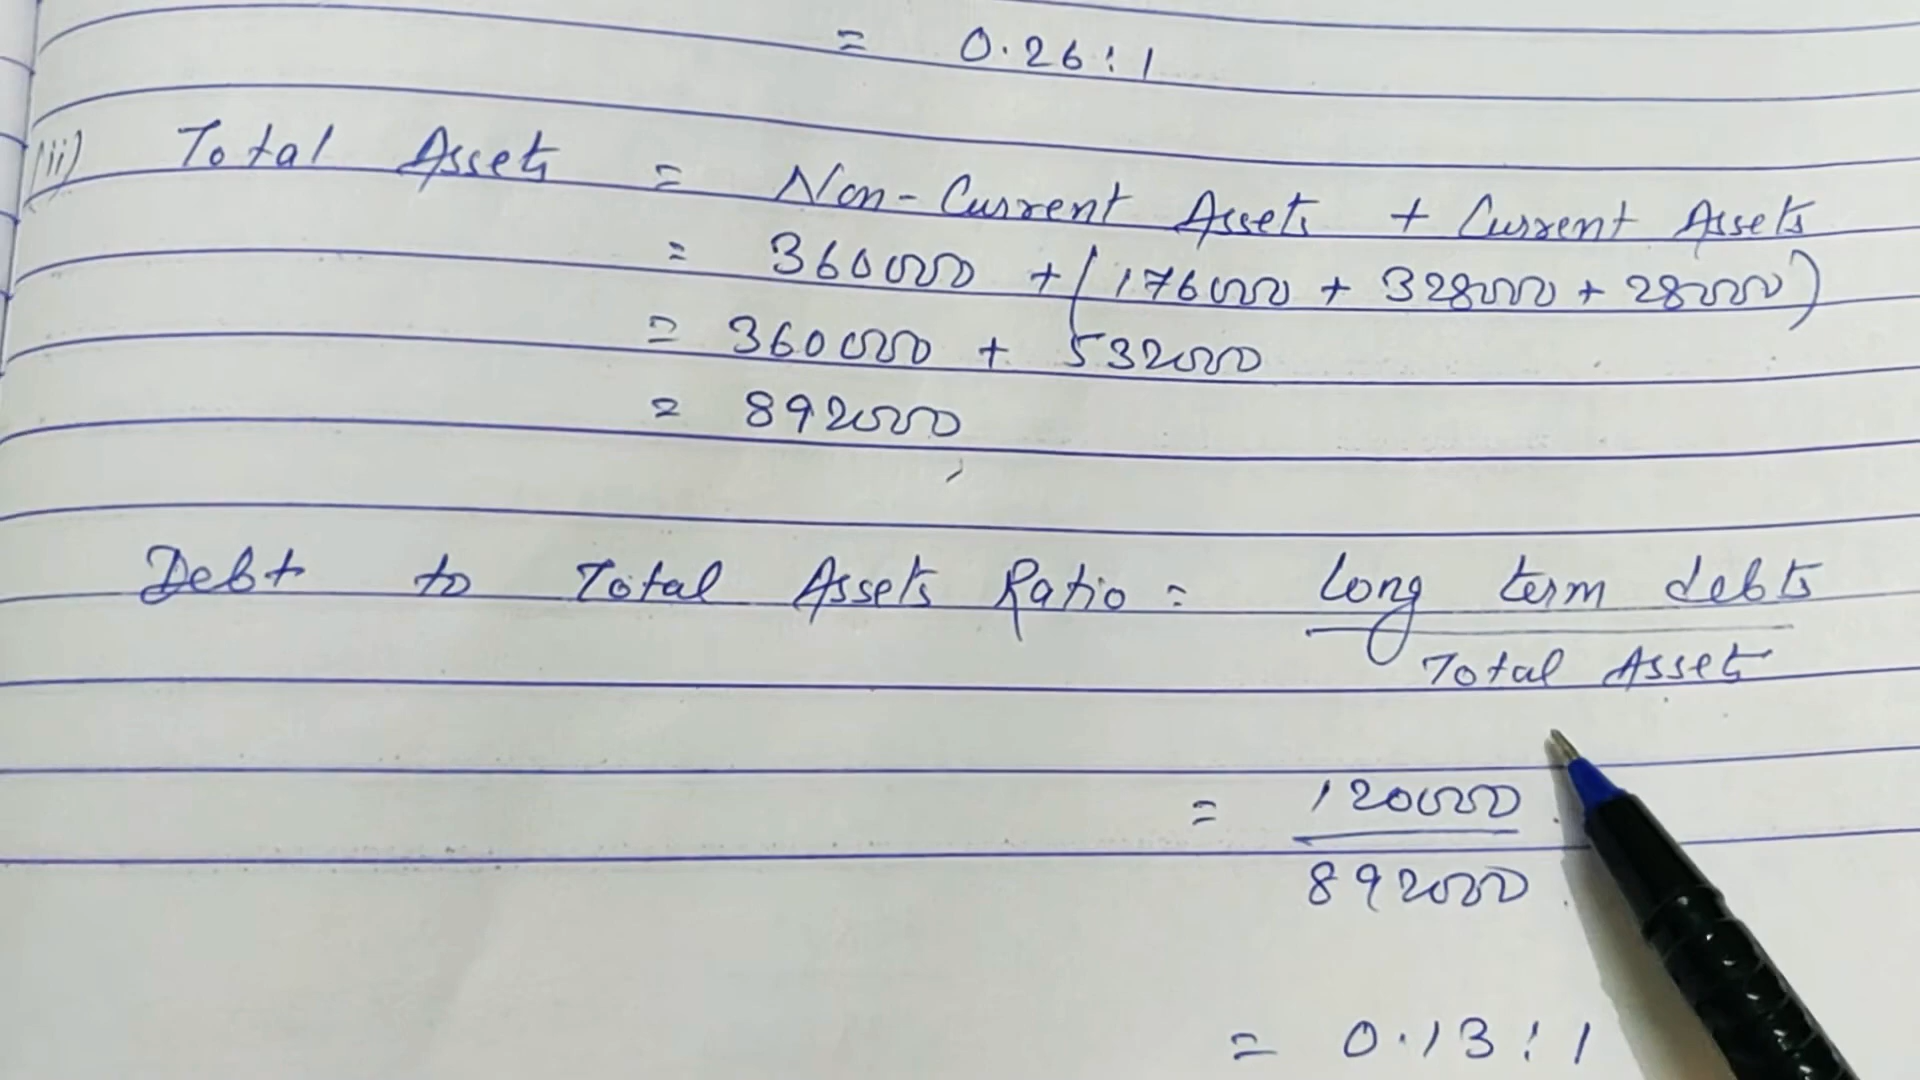 = 0.26 : 1
(ii) Total Assets = Non-Current Assets + Current Assets
= 360000 + (176000 + 328000 + 28000)
= 360000 + 532000
= 892000
Debt to Total Assets Ratio = Long term debts
Total Assets
= 120000
892000
= 0.13 : 1